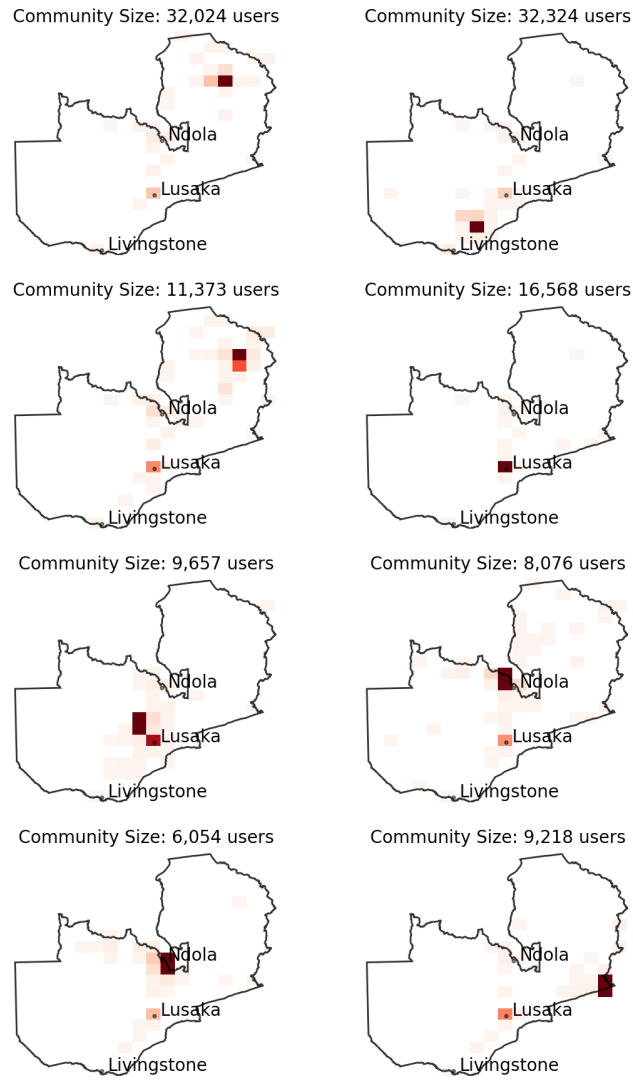 Community Size: 32,024 users
Ndola
Lusaka
Livingstone
Community Size: 32,324 users
Ndola
Lusaka
Livingstone
Community Size: 11,373 users
Ndola
Lusaka
Livingstone
Community Size: 16,568 users
Ndola
Lusaka
Livingstone
Community Size: 9,657 users
Ndola
Lusaka
Livingstone
Community Size: 8,076 users
Ndola
Lusaka
Livingstone
Community Size: 6,054 users
Ndola
Lusaka
Livingstone
Community Size: 9,218 users
Ndola
Lusaka
Livingstone